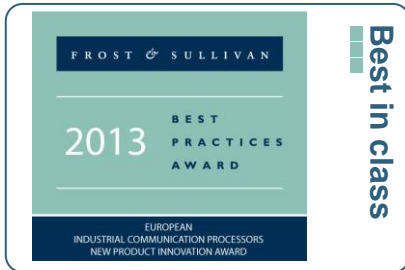 FROST & SULLIVAN
2013
BEST
PRACTICES
AWARD
EUROPEAN
INDUSTRIAL COMMUNICATION PROCESSORS
NEW PRODUCT INNOVATION AWARD
Best in class